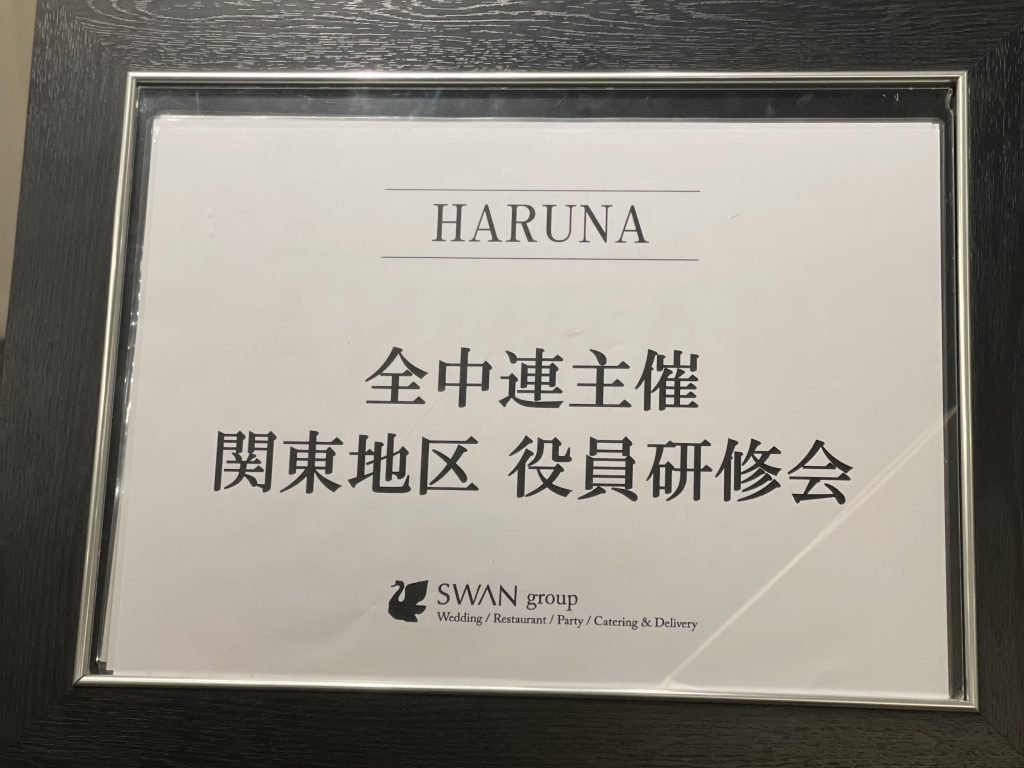 HARUNA
全中連主催
関東地区 役員研修会
SWAN group
Wedding / Restaurant / Party / Catering & Delivery